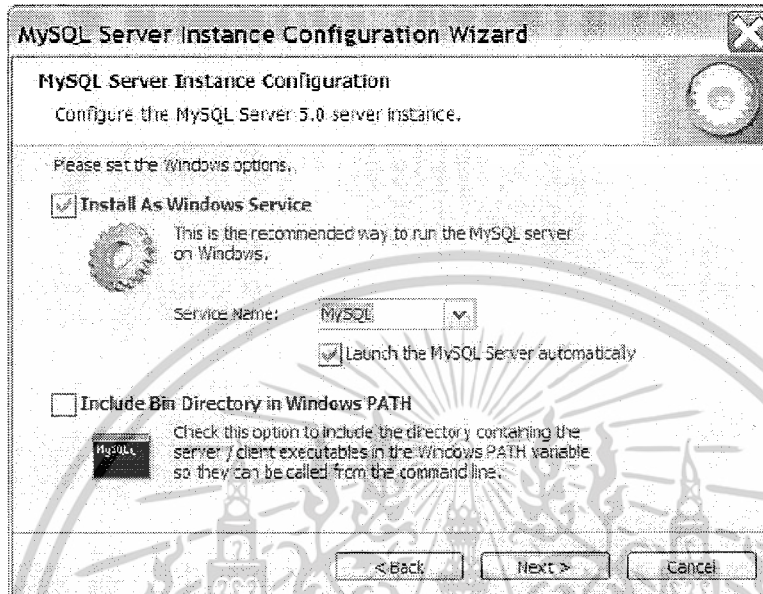 MySQL Server Instance Configuration Wizard
MySQL Server Instance Configuration
Configure the MySQL Server 5.0 server instance.
Please set the Windows options.
Install As Windows Service
This is the recommended way to run the MySQL server
on Windows.
Service Name: MySQL
Launch the MySQL Server automatically
Include Bin Directory in Windows PATH
Check this option to include the directory containing the
server / client executables in the Windows PATH variable
so they can be called from the command line.
< Back Next > Cancel